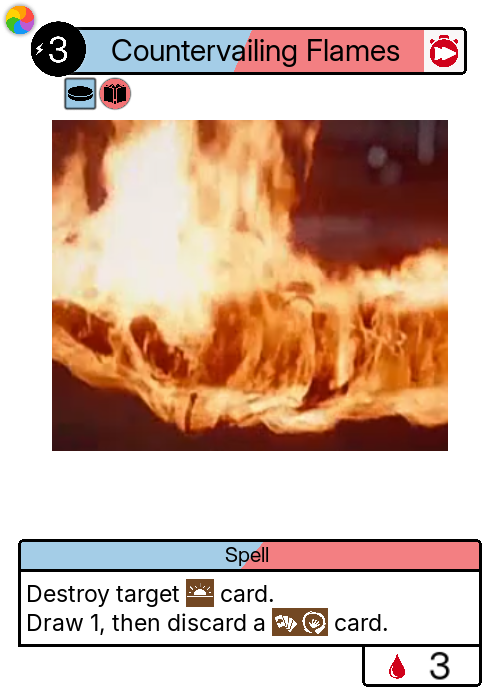 3
Countervailing Flames
Spell
Destroy target card.
Draw 1, then discard a card.
3